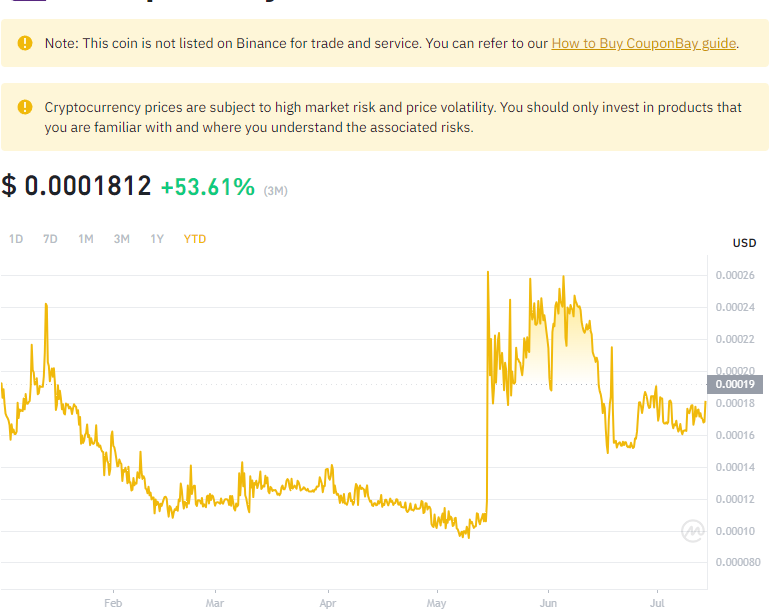 Note: This coin is not listed on Binance for trade and service. You can refer to our How to Buy CouponBay guide.
Cryptocurrency prices are subject to high market risk and price volatility. You should only invest in products that
you are familiar with and where you understand the associated risks.
$ 0.0001812 +53.61% (3M)
1D 7D 1M 3M 1Y YTD
USD
0.00026
0.00024
0.00022
0.00020
0.00019
0.00018
0.00016
0.00014
0.00012
0.00010
0.000080
Feb Mar Apr May Jun Jul